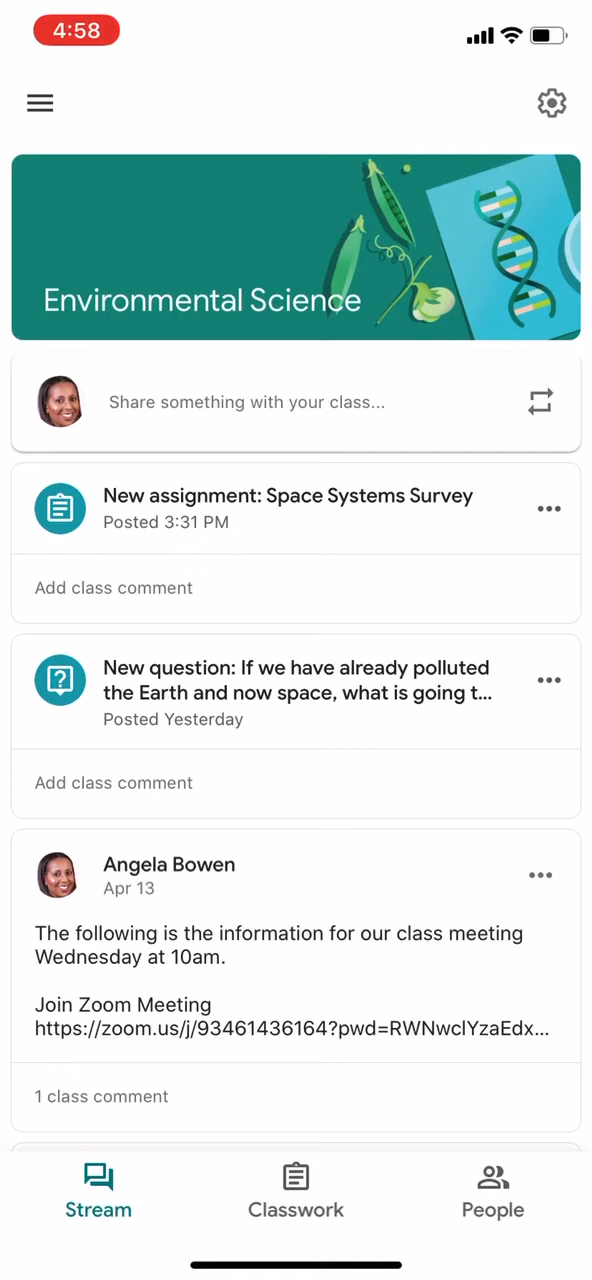 4:58
Environmental Science
Share something with your class...
New assignment: Space Systems Survey
Posted 3:31 PM
Add class comment
New question: If we have already polluted
the Earth and now space, what is going t...
Posted Yesterday
Add class comment
Angela Bowen
Apr 13
The following is the information for our class meeting
Wednesday at 10am.
Join Zoom Meeting
https://zoom.us/j/93461436164?pwd=RWNwclYzaEdx...
1 class comment
Stream
Classwork
People